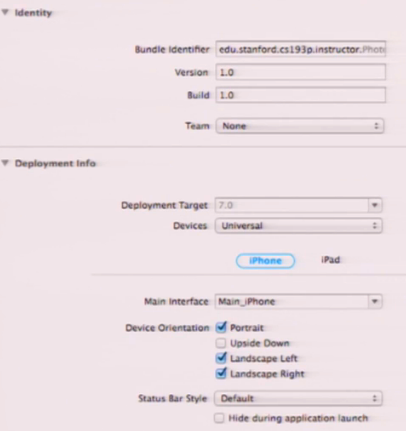 Identity
Bundle Identifier edu.stanford.cs193p.instructor.Photo
Version 1.0
Build 1.0
Team None
Deployment Info
Deployment Target 7.0
Devices Universal
iPhone iPad
Main Interface Main_iPhone
Device Orientation Portrait
Upside Down
Landscape Left
Landscape Right
Status Bar Style Default
Hide during application launch